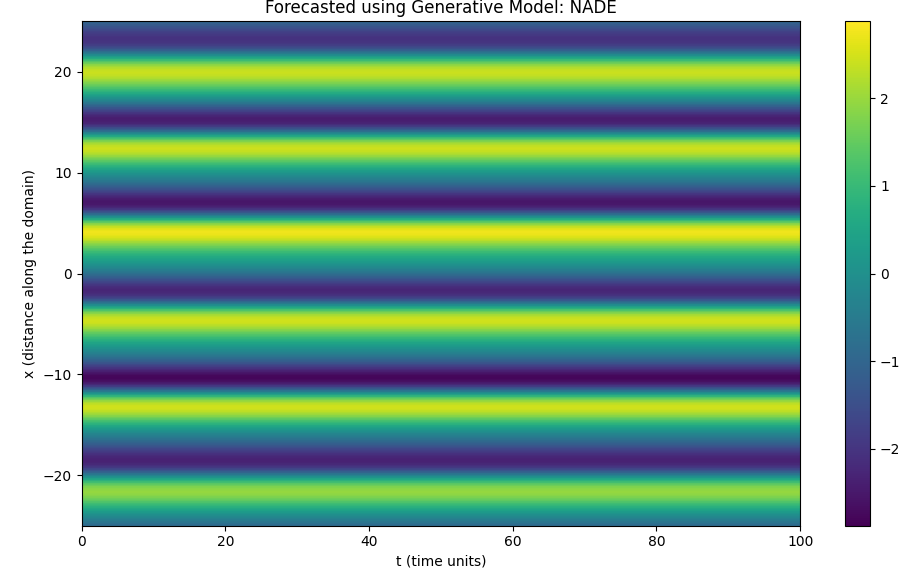 Forecasted using Generative Model: NADE
x (distance along the domain)
20
10
0
−10
−20
0 20 40 60 80 100
t (time units)
2
1
0
−1
−2